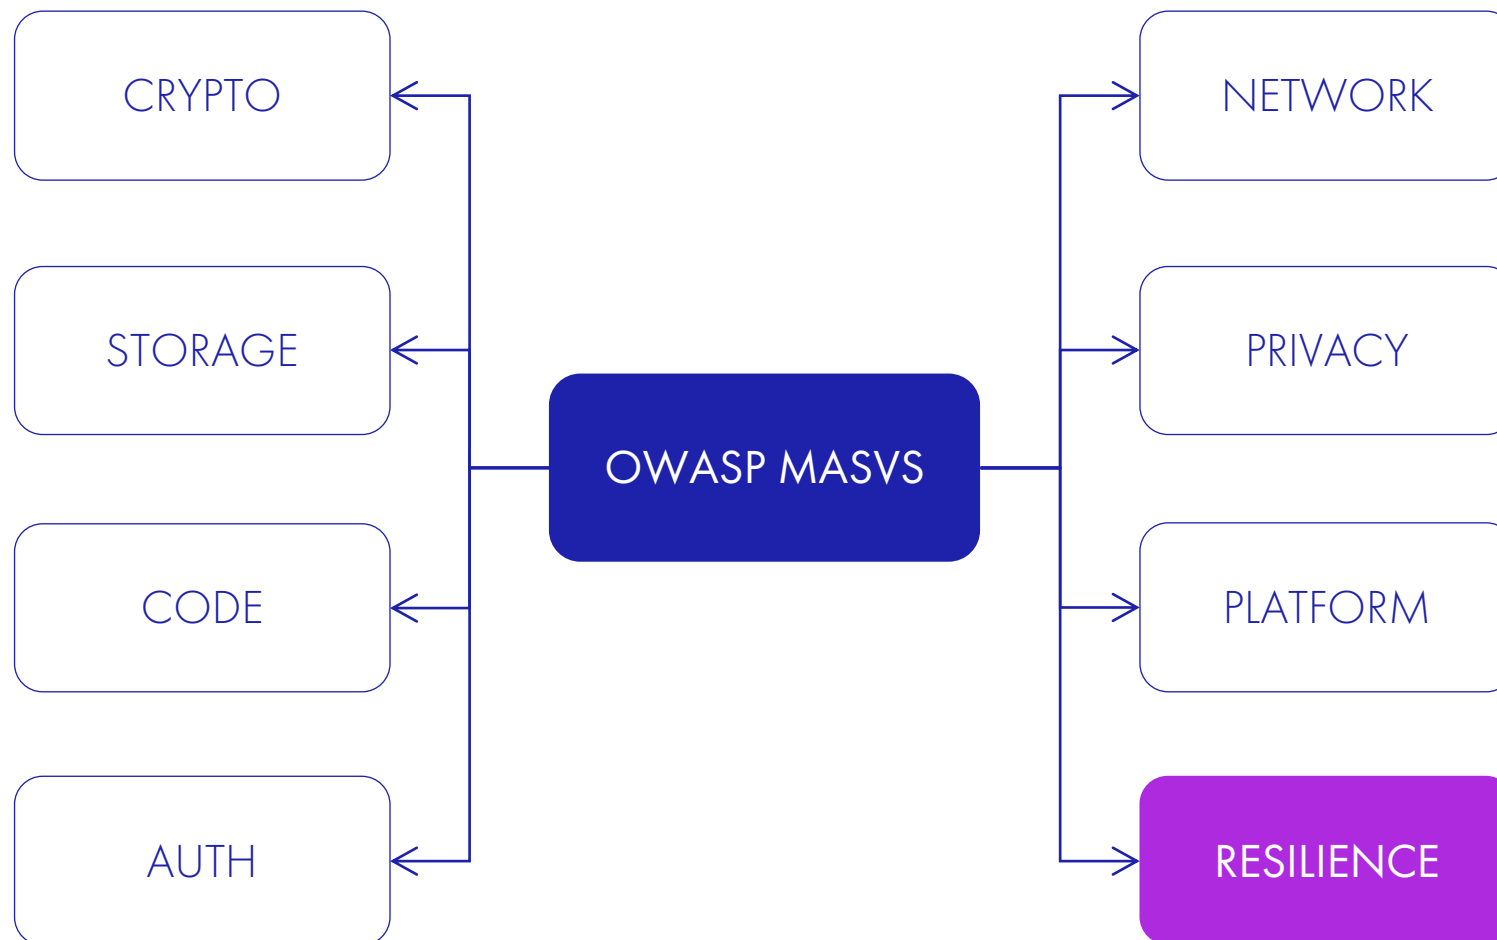 CRYPTO
STORAGE
CODE
AUTH
OWASP MASVS
NETWORK
PRIVACY
PLATFORM
RESILIENCE